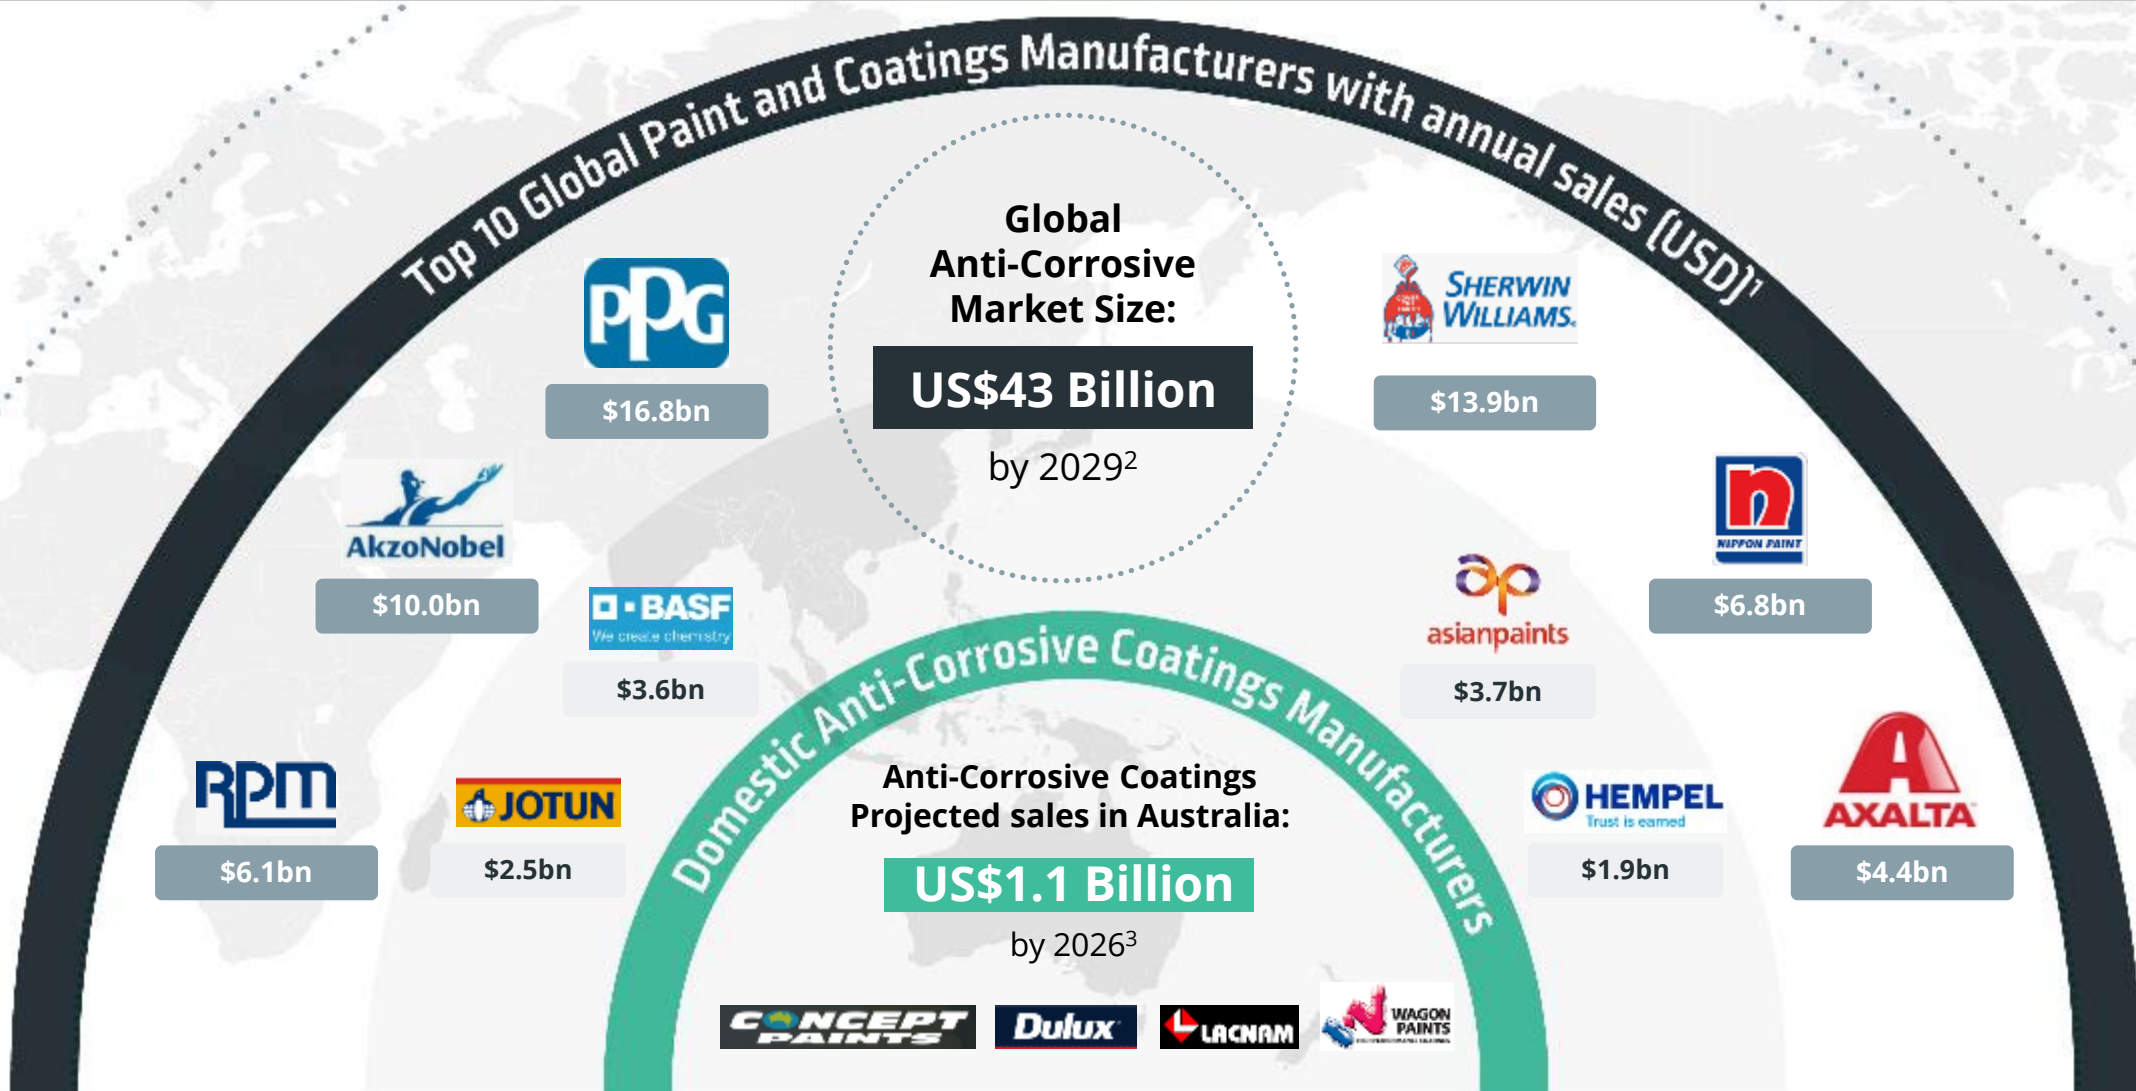 Top 10 Global Paint and Coatings Manufacturers with annual sales (USD)¹
Global
Anti-Corrosive
Market Size:
US$43 Billion
by 2029²
PPG
$16.8bn
SHERWIN
WILLIAMS.
$13.9bn
AkzoNobel
$10.0bn
NIPPON PAINT
$6.8bn
BASF
We create chemistry
$3.6bn
ap
asianpaints
$3.7bn
RPM
$6.1bn
JOTUN
$2.5bn
HEMPEL
Trust is earned
$1.9bn
AXALTA
$4.4bn
Domestic Anti-Corrosive Coatings Manufacturers
Anti-Corrosive Coatings
Projected sales in Australia:
US$1.1 Billion
by 2026³
CONCEPT
PAINTS
Dulux
LACNAM
WAGON
PAINTS